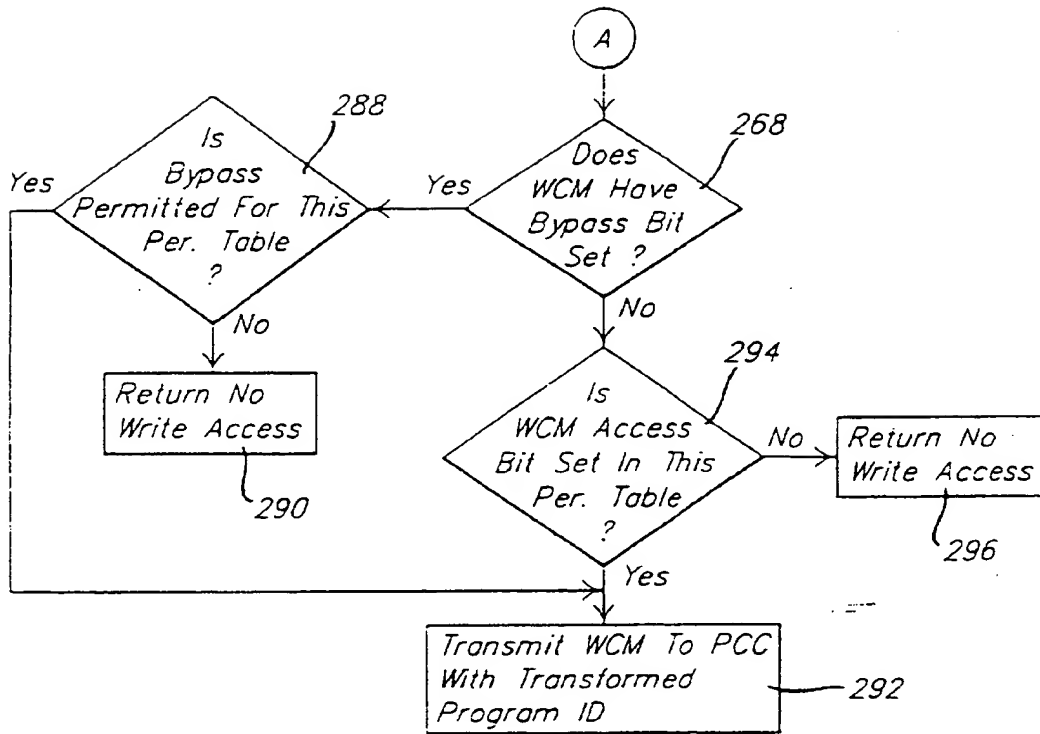 A
268
Does
WCM Have
Bypass Bit
Set ?
Yes
No
288
Is
Bypass
Permitted For This
Per. Table
?
Yes
No
Return No
Write Access
290
294
Is
WCM Access
Bit Set In This
Per. Table
?
No
Yes
Return No
Write Access
296
Transmit WCM To PCC
With Transformed
Program ID
292